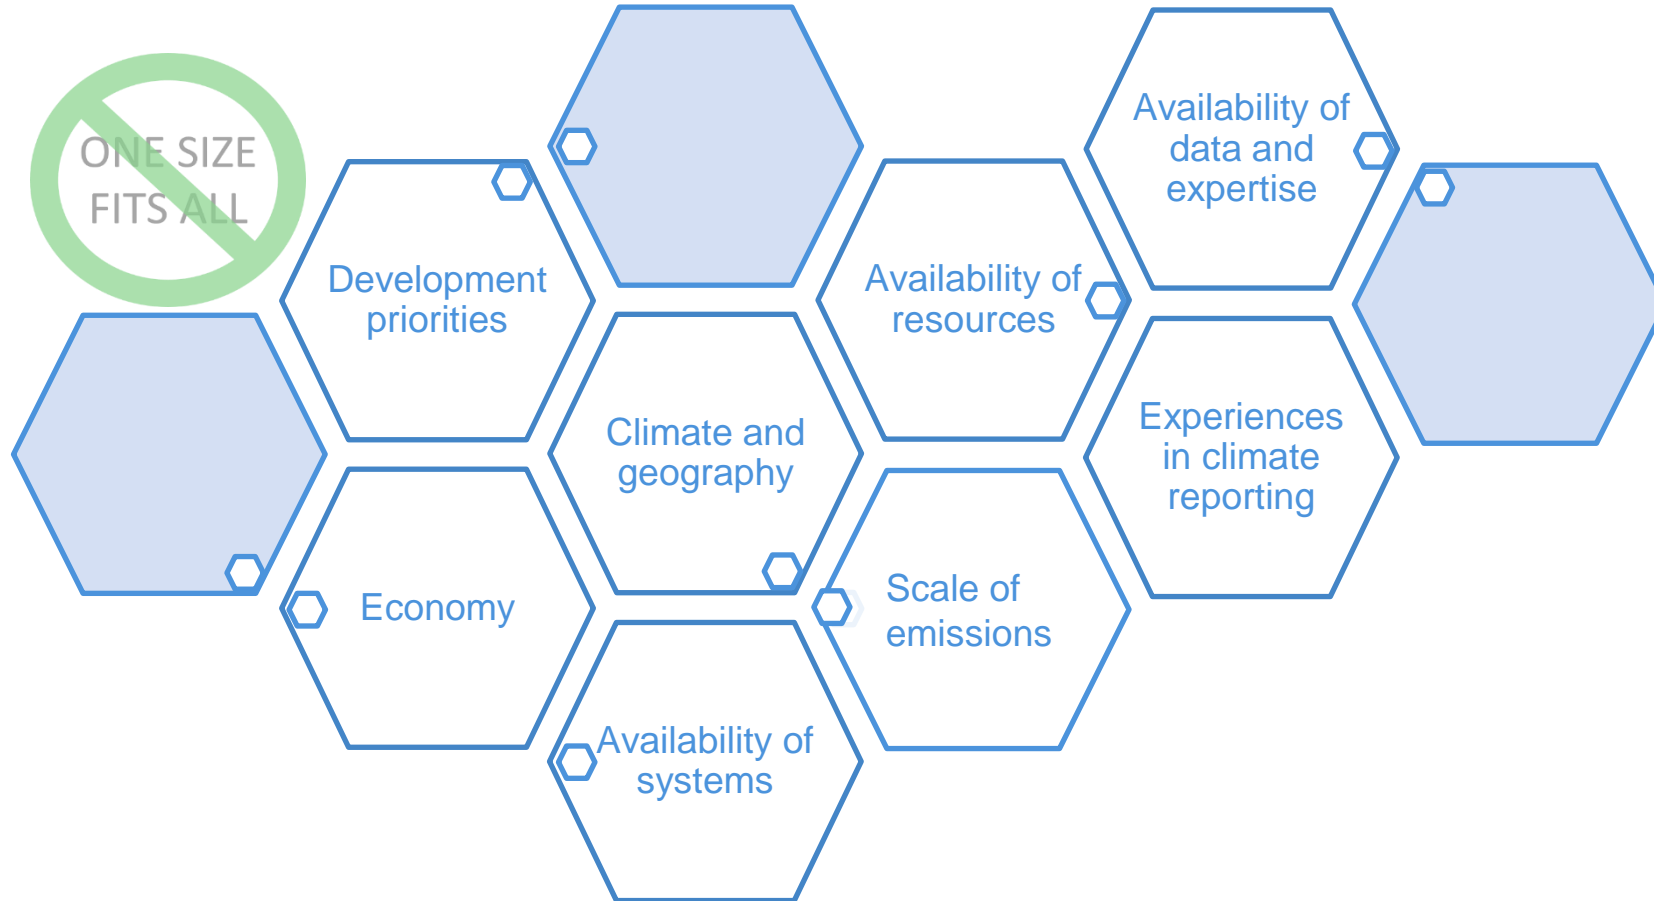 ONE SIZE
FITS ALL
Development
priorities
Availability of
data and
expertise
Availability of
resources
Climate and
geography
Experiences
in climate
reporting
Economy
Scale of
emissions
Availability of
systems